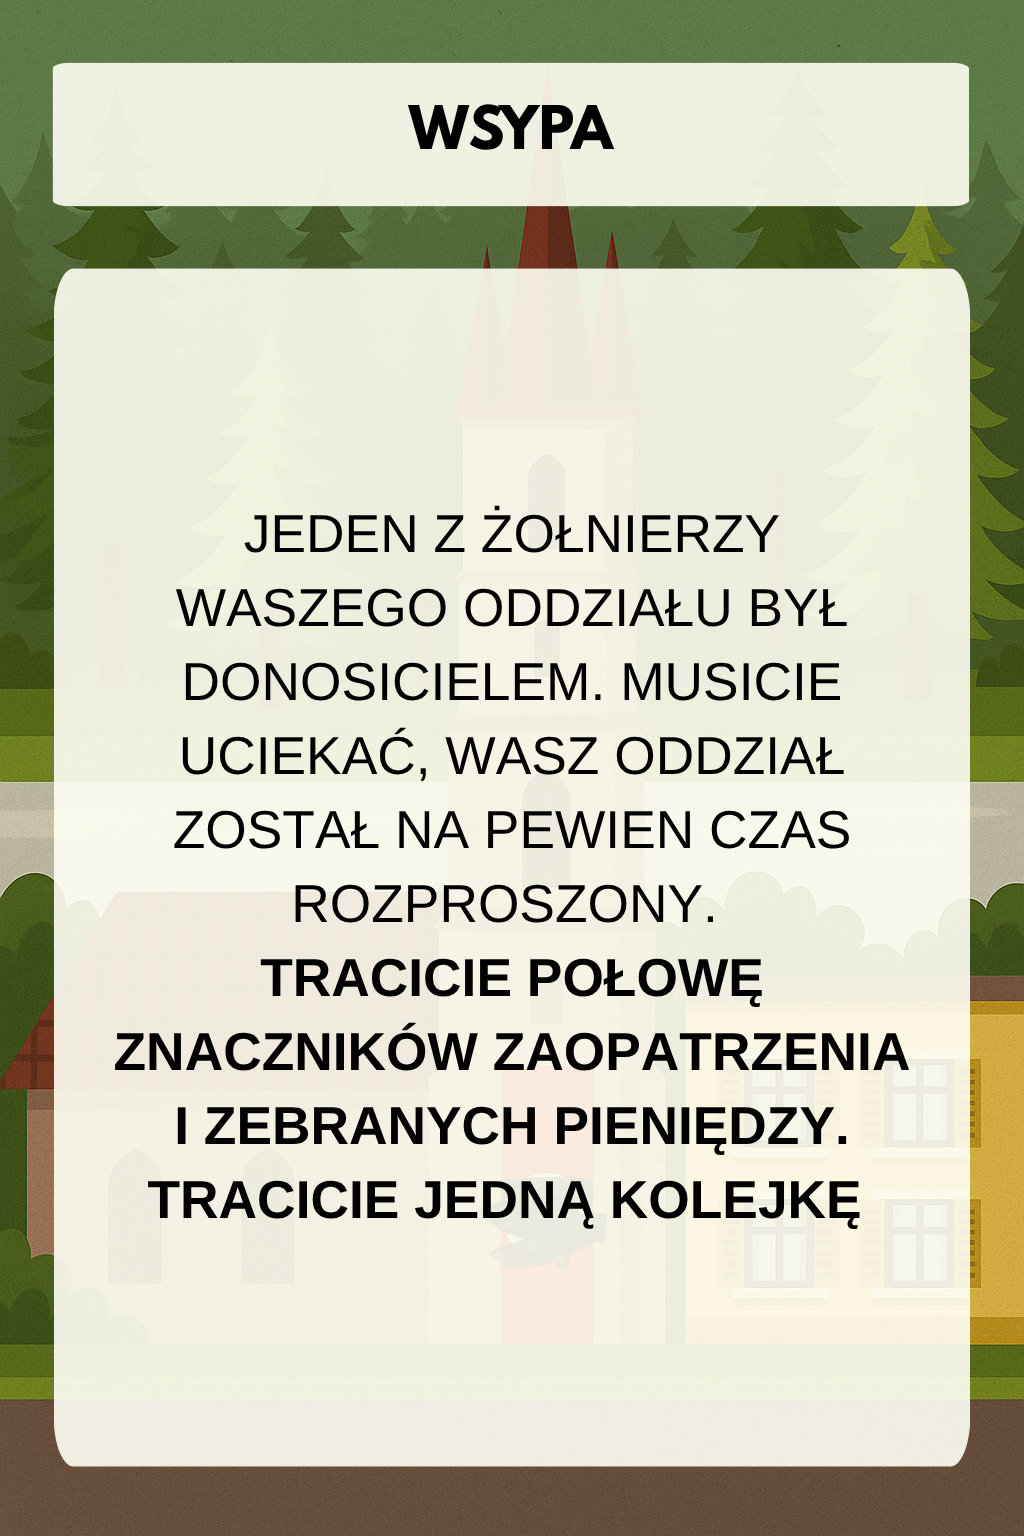 WSYPA
JEDEN Z ŻOŁNIERZY
WASZEGO ODDZIAŁU BYŁ
DONOSICIELEM. MUSICIE
UCIEKAĆ, WASZ ODDZIAŁ
ZOSTAŁ NA PEWIEN CZAS
ROZPROSZONY.
TRACICIE POŁOWĘ
ZNACZNIKÓW ZAOPATRZENIA
I ZEBRANYCH PIENIĘDZY.
TRACICIE JEDNĄ KOLEJKĘ